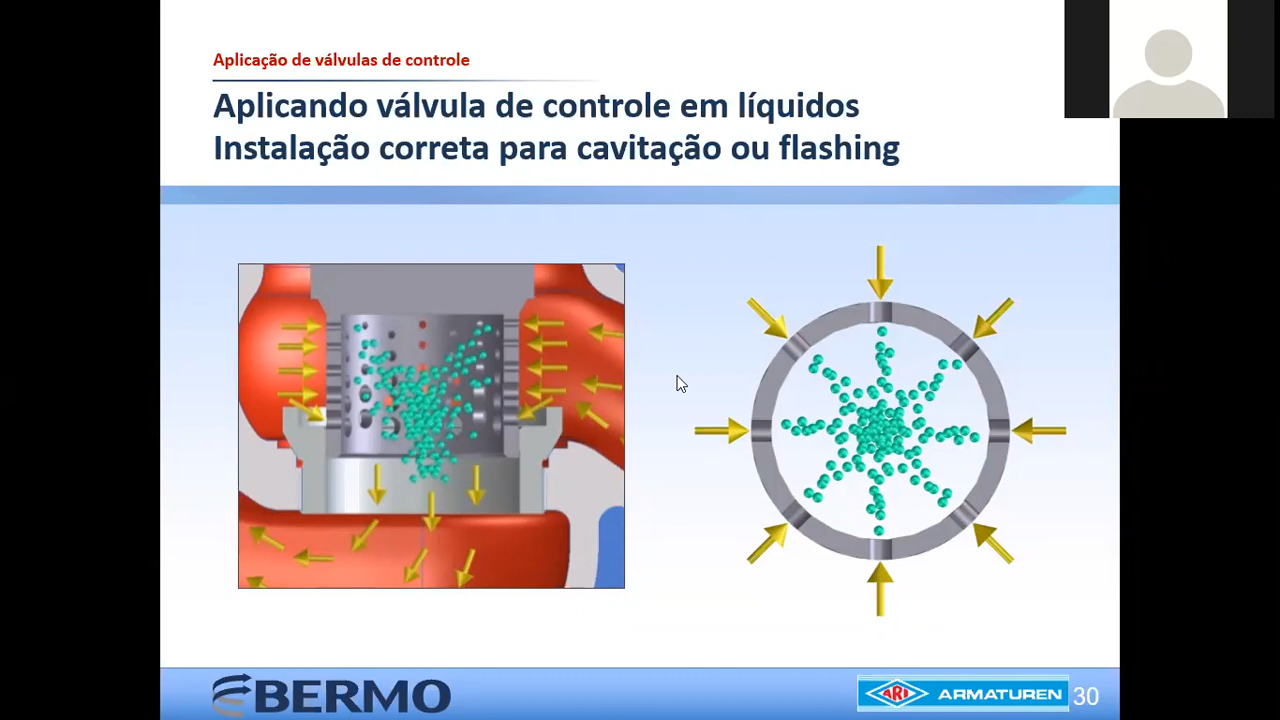 Aplicação de válvulas de controle
Aplicando válvula de controle em líquidos
Instalação correta para cavitação ou flashing
BERMO
ARI ARMATUREN 30